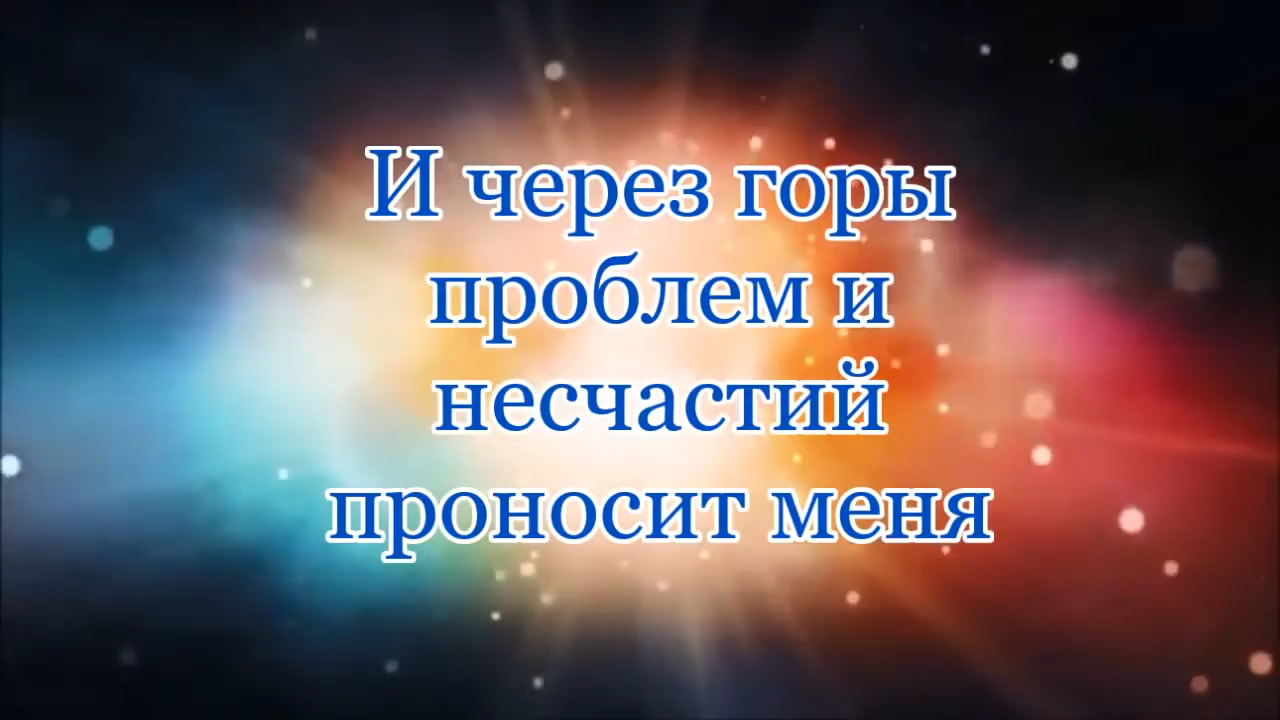 И через горы
проблем и
несчастий
проносит меня